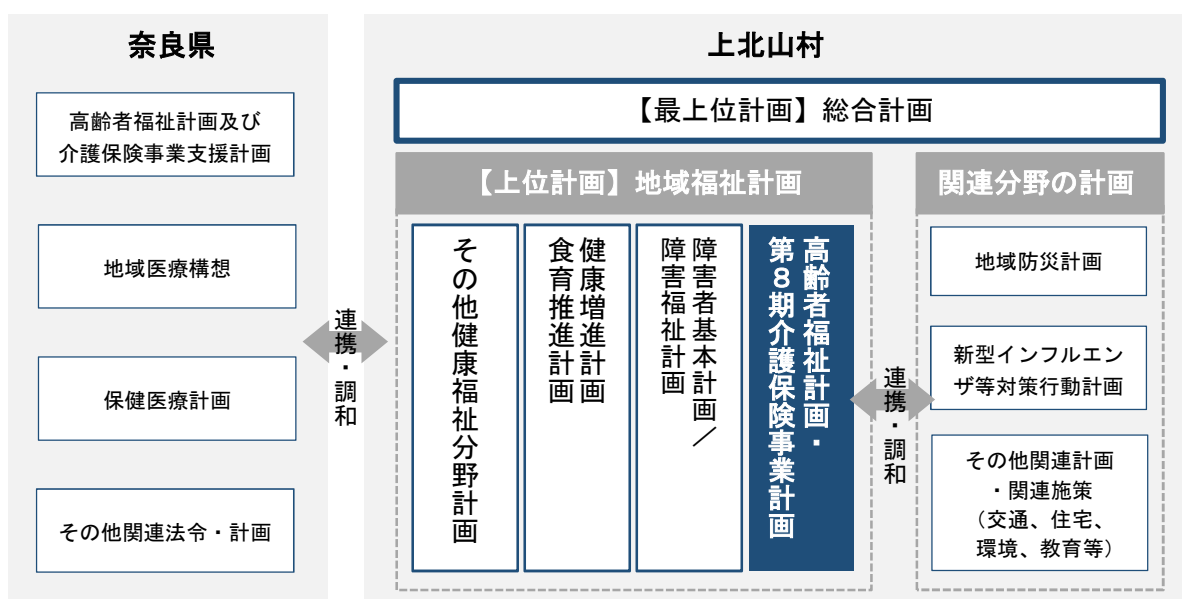 奈良県
高齢者福祉計画及び
介護保険事業支援計画
地域医療構想
保健医療計画
その他関連法令・計画
連携・調和
上北山村
【最上位計画】総合計画
【上位計画】地域福祉計画
高齢者福祉計画・
第8期介護保険事業計画
障害者基本計画／
障害福祉計画
健康増進計画
食育推進計画
その他健康福祉分野計画
連携・調和
関連分野の計画
地域防災計画
新型インフルエン
ザ等対策行動計画
その他関連計画
・関連施策
（交通、住宅、
環境、教育等）